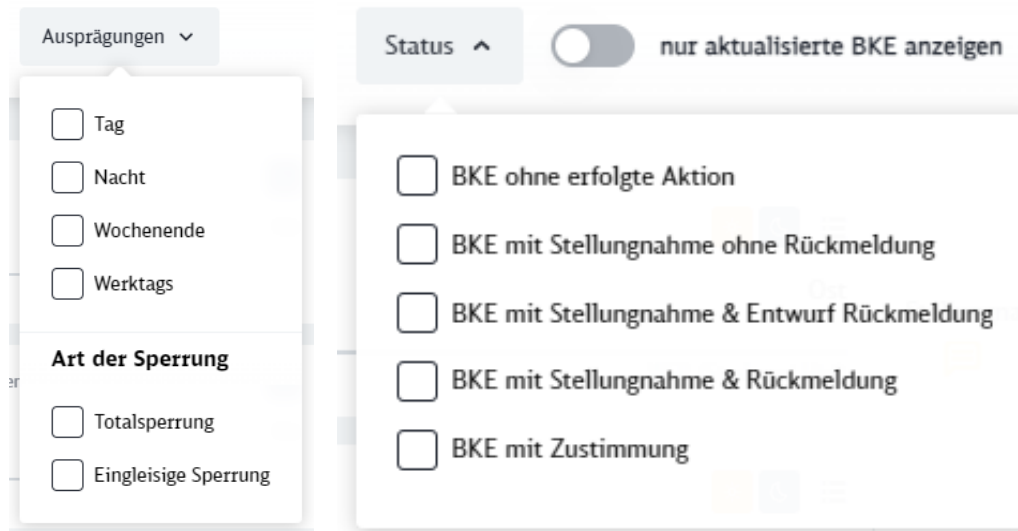 Ausprägungen
Tag
Nacht
Wochenende
Werktags
Art der Sperrung
Totalsperrung
Eingleisige Sperrung
Status
nur aktualisierte BKE anzeigen
BKE ohne erfolgte Aktion
BKE mit Stellungnahme ohne Rückmeldung
BKE mit Stellungnahme & Entwurf Rückmeldung
BKE mit Stellungnahme & Rückmeldung
BKE mit Zustimmung